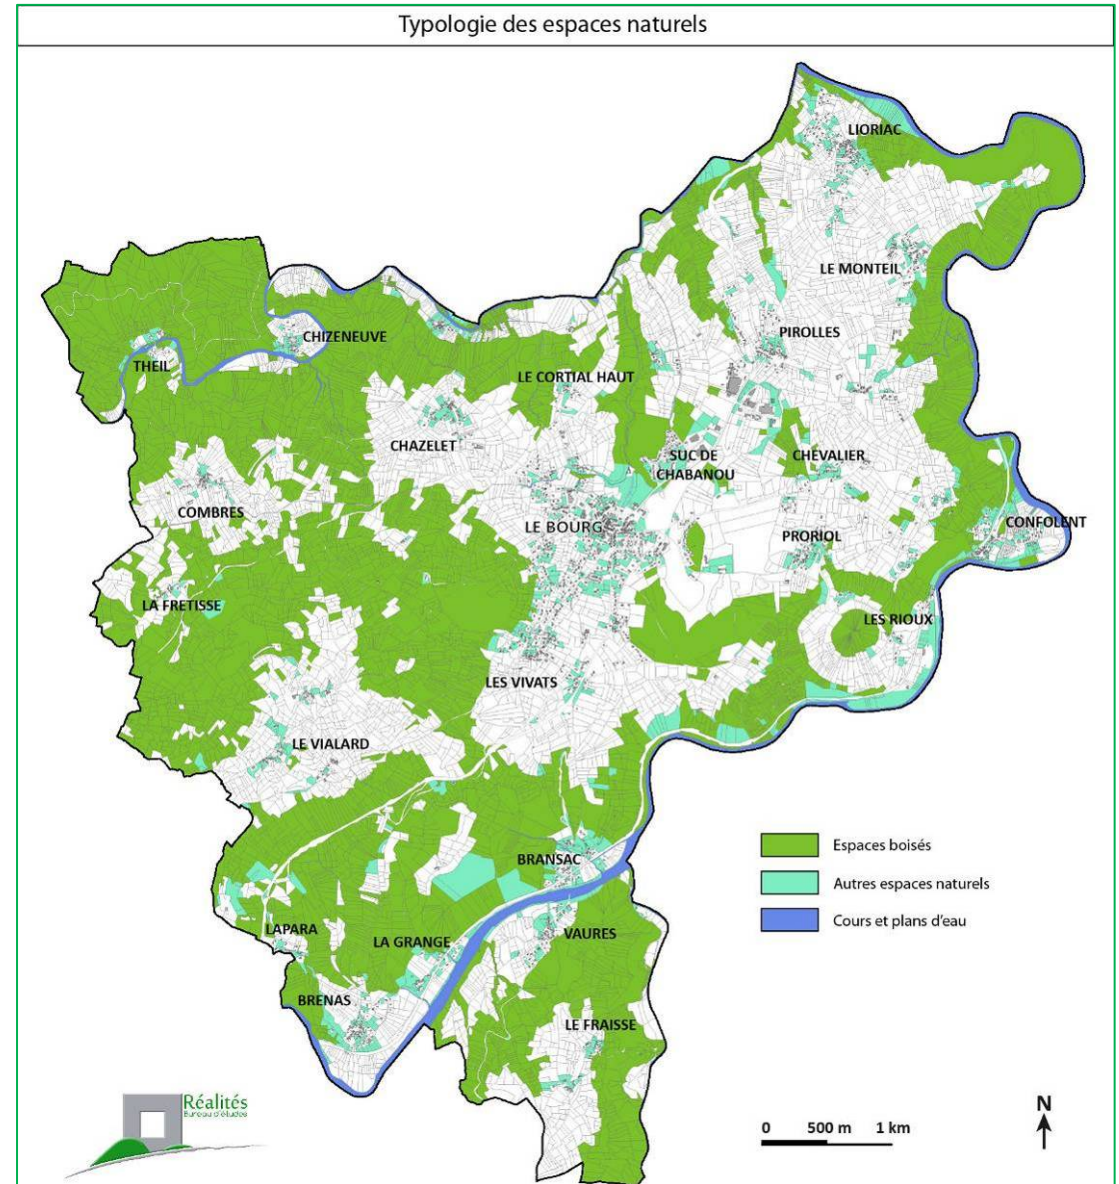 Typologie des espaces naturels
LIORIAC
LE MONTEIL
PIROLLES
CHIZENEUVE
THEIL
LE CORTIAL HAUT
CHAZELET
SUC DE
CHABANOU
CHEVALIER
COMBRES
LE BOURG
CONFOLENT
PRORIOL
LA FRETISSE
LES RIOUX
LES VIVATS
LE VIALARD
BRANSAC
Espaces boisés
Autres espaces naturels
Cours et plans d'eau
LAPARA
LA GRANGE
VAURES
BRENAS
LE FRAISSE
Réalités
Bureau d'études
0 500 m 1 km
N